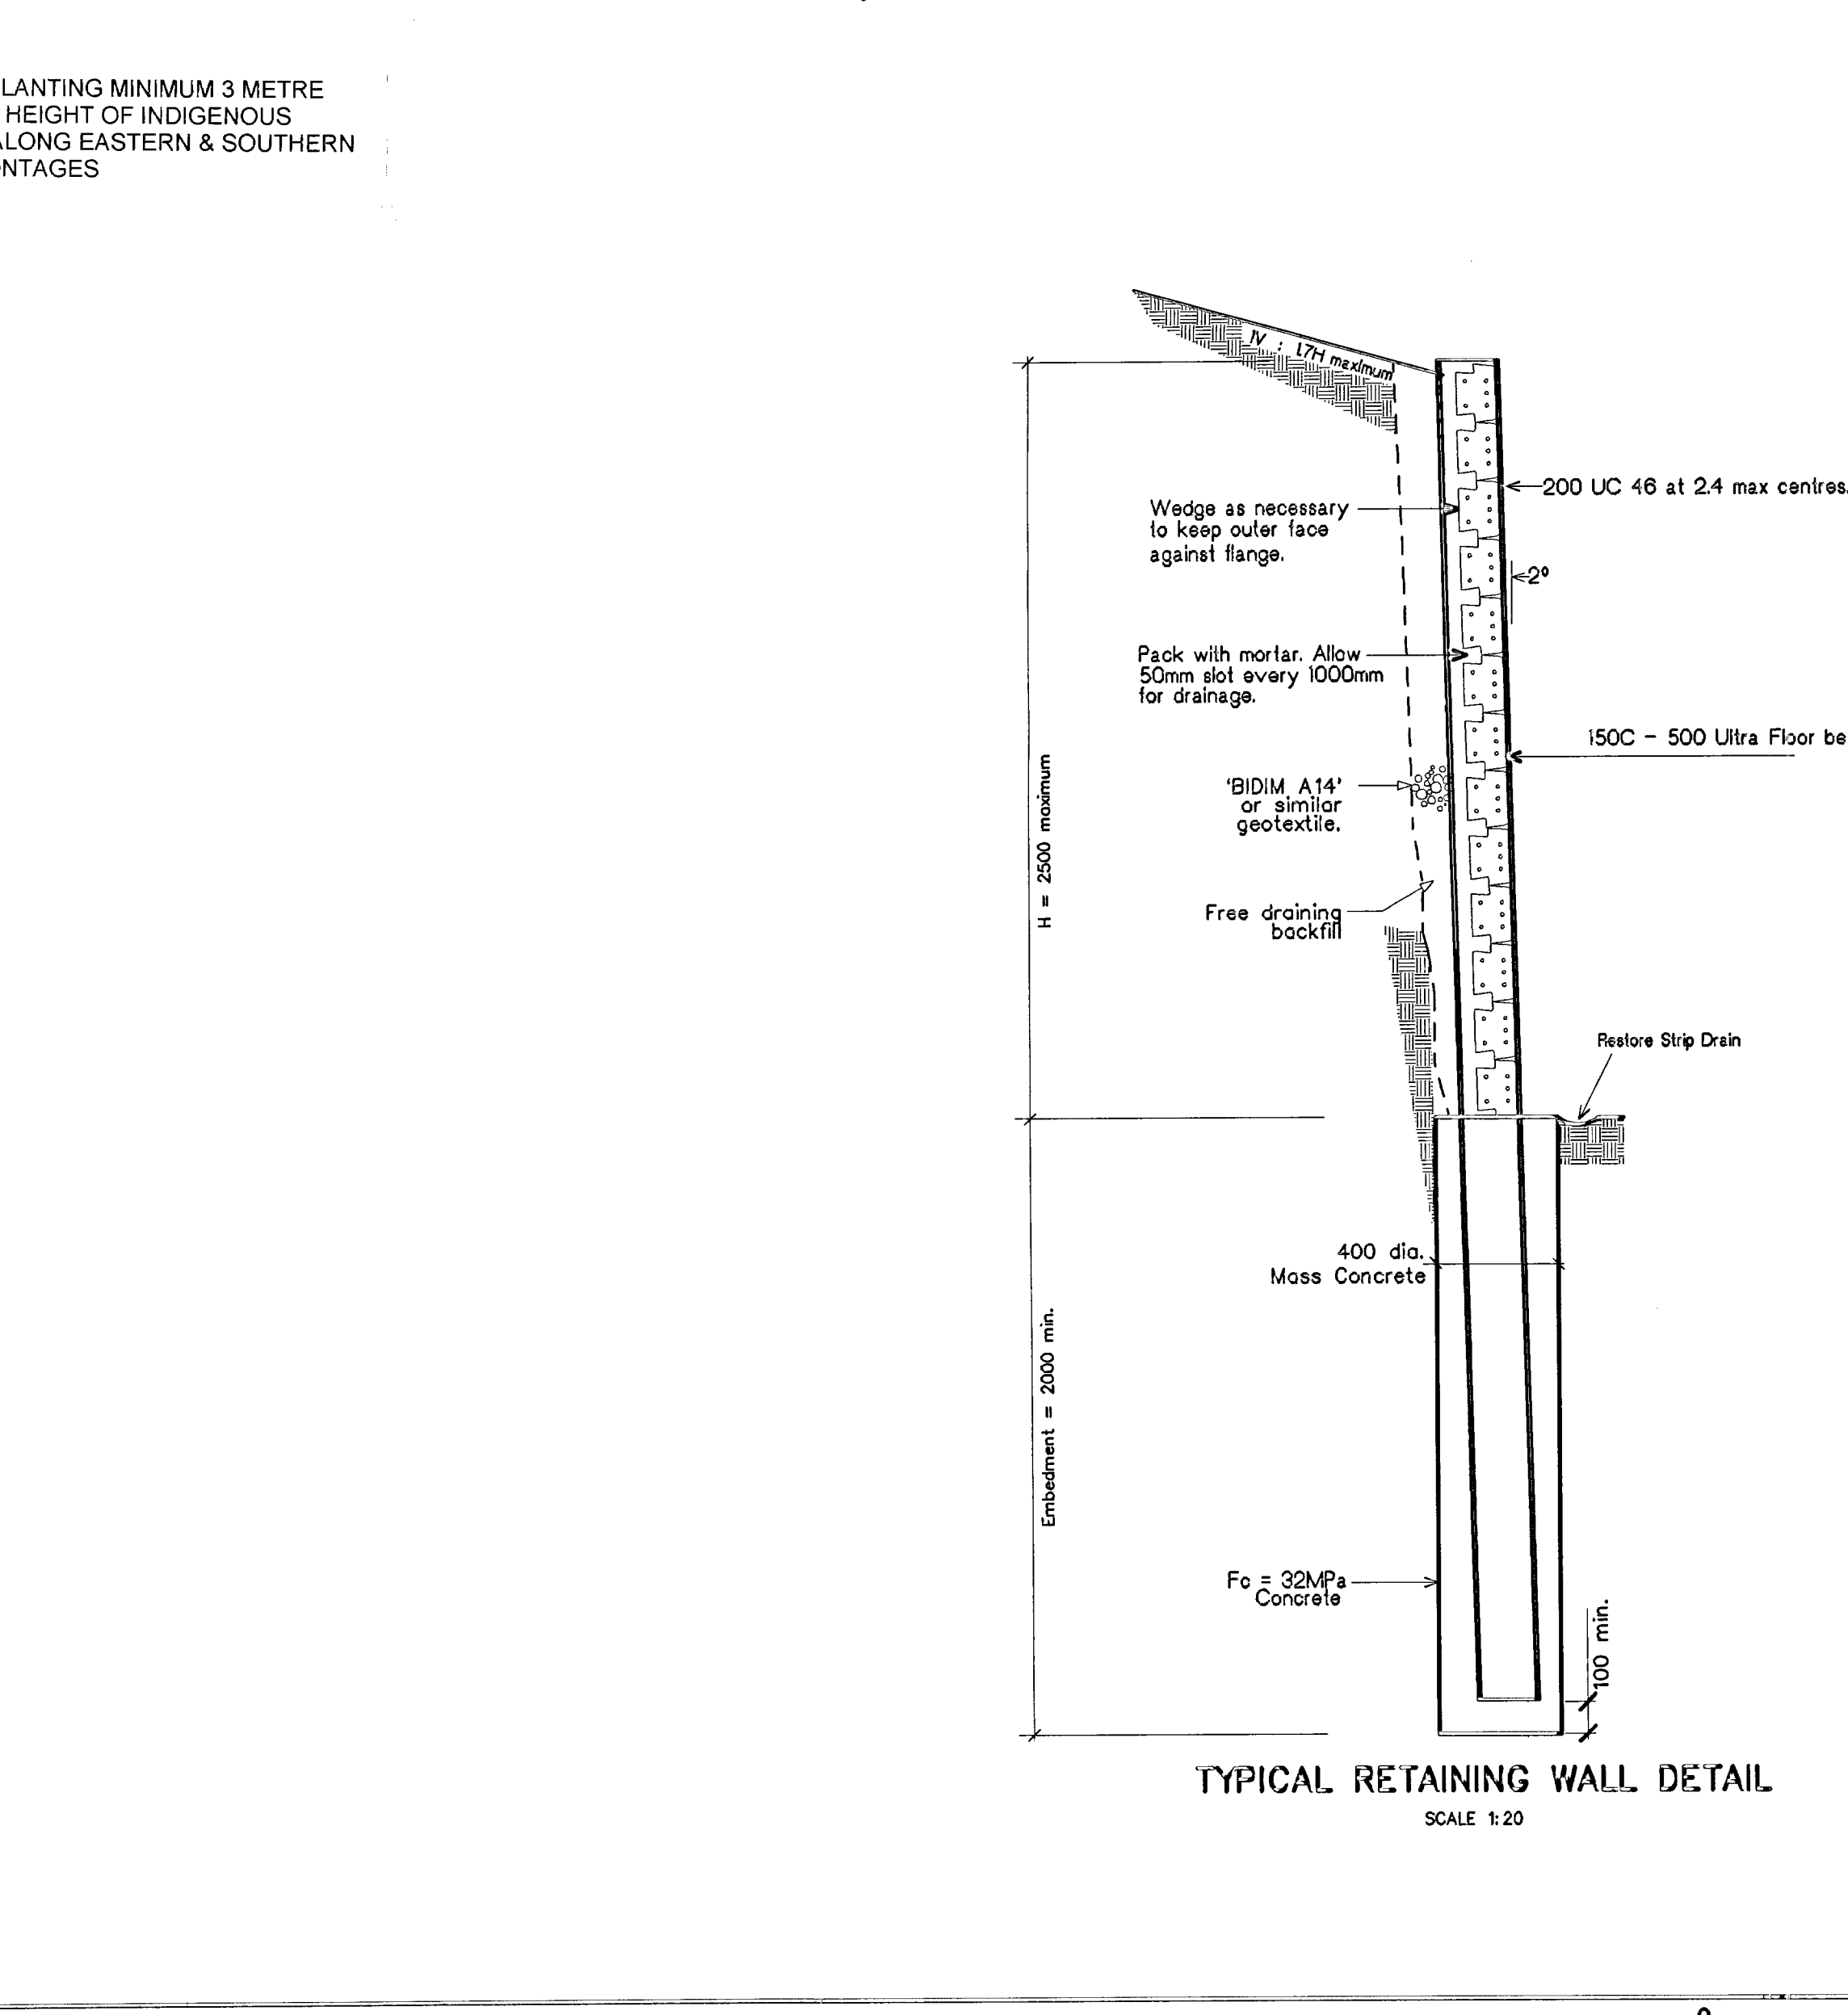 LANTING MINIMUM 3 METRE
HEIGHT OF INDIGENOUS
ALONG EASTERN & SOUTHERN
ONTAGES
1V : 1.7H maximum
200 UC 46 at 2.4 max centres.
Wedge as necessary
to keep outer face
against flange.
2°
Pack with mortar. Allow
50mm slot every 1000mm
for drainage.
150C - 500 Ultra Floor be
H = 2500 maximum
'BIDIM A14'
or similar
geotextile.
Free draining
backfill
Restore Strip Drain
400 dia.
Mass Concrete
Embedment = 2000 min.
Fc = 32MPa
Concrete
100 min.
TYPICAL RETAINING WALL DETAIL
SCALE 1:20